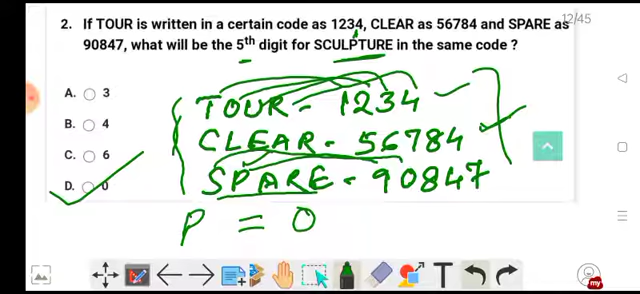 12/45
2. If TOUR is written in a certain code as 1234, CLEAR as 56784 and SPARE as
90847, what will be the 5th digit for SCULPTURE in the same code ?
A. 3
B. 4
C. 6
D. 0
TOUR - 1234
CLEAR - 56784
SPARE - 90847
P = 0
T
my